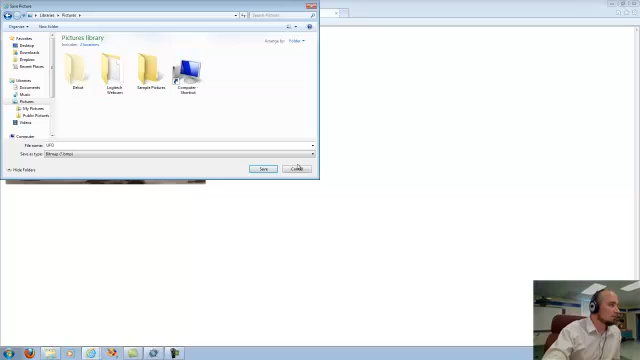 Save Picture
Libraries ▸ Pictures ▸
Search Pictures
Organize
New folder
Favorites
Desktop
Downloads
Dropbox
Recent Places
Libraries
Documents
Music
Pictures
My Pictures
Public Pictures
Videos
Computer
Pictures library
Includes: 2 locations
Arrange by: Folder
Debut
Logitech Webcam
Sample Pictures
Computer - Shortcut
File name: UFO
Save as type: Bitmap (*.bmp)
Hide Folders
Save
Cancel